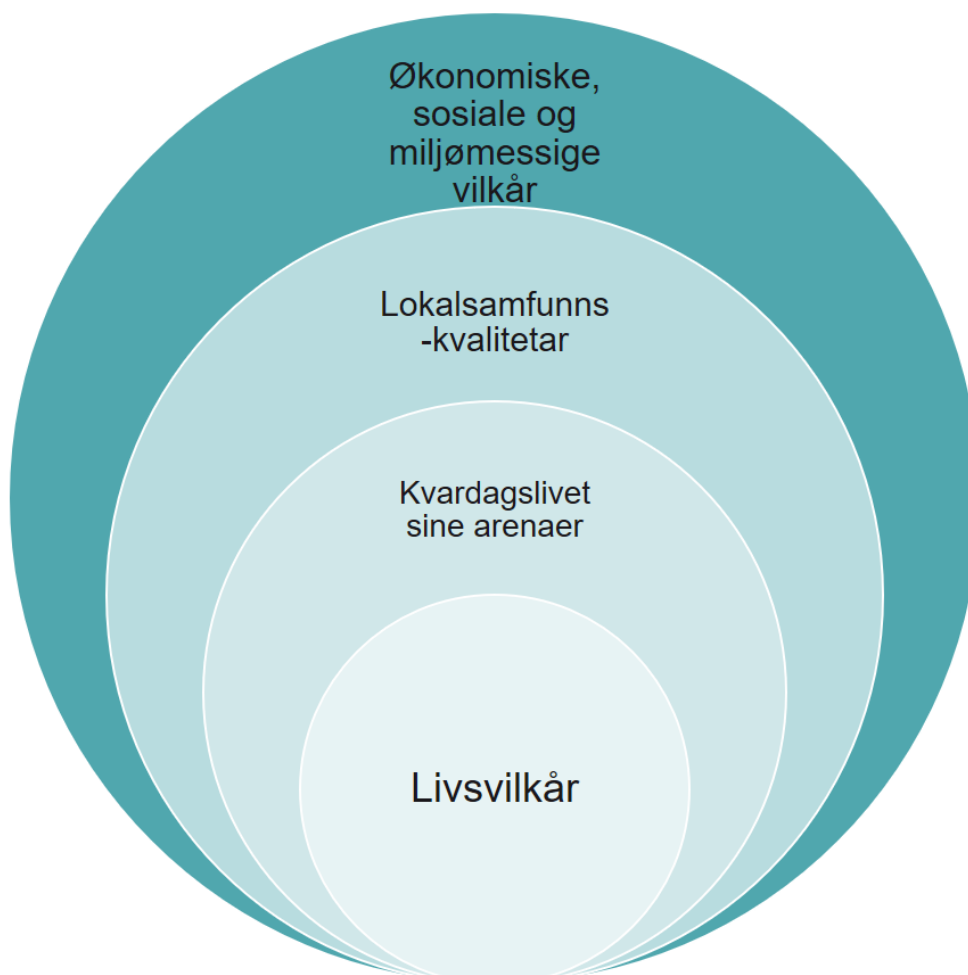 Økonomiske,
sosiale og
miljømessige
vilkår
Lokalsamfunns
-kvalitetar
Kvardagslivet
sine arenaer
Livsvilkår